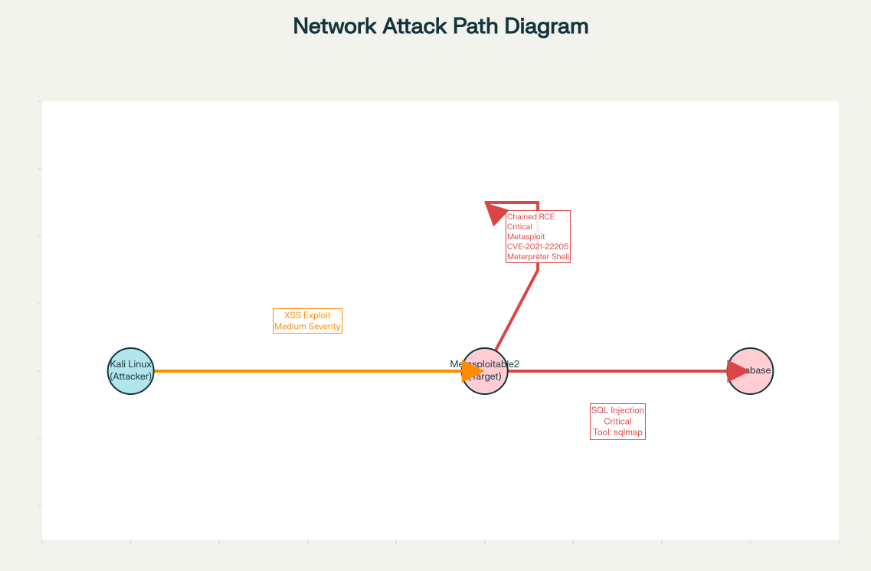 Network Attack Path Diagram
Chained RCE
Critical
Metasploit
CVE-2021-22205
Meterpreter Shell
XSS Exploit
Medium Severity
Kali Linux
(Attacker)
Metasploitable2
(Target)
abase
SQL Injection
Critical
Tool: sqlmap